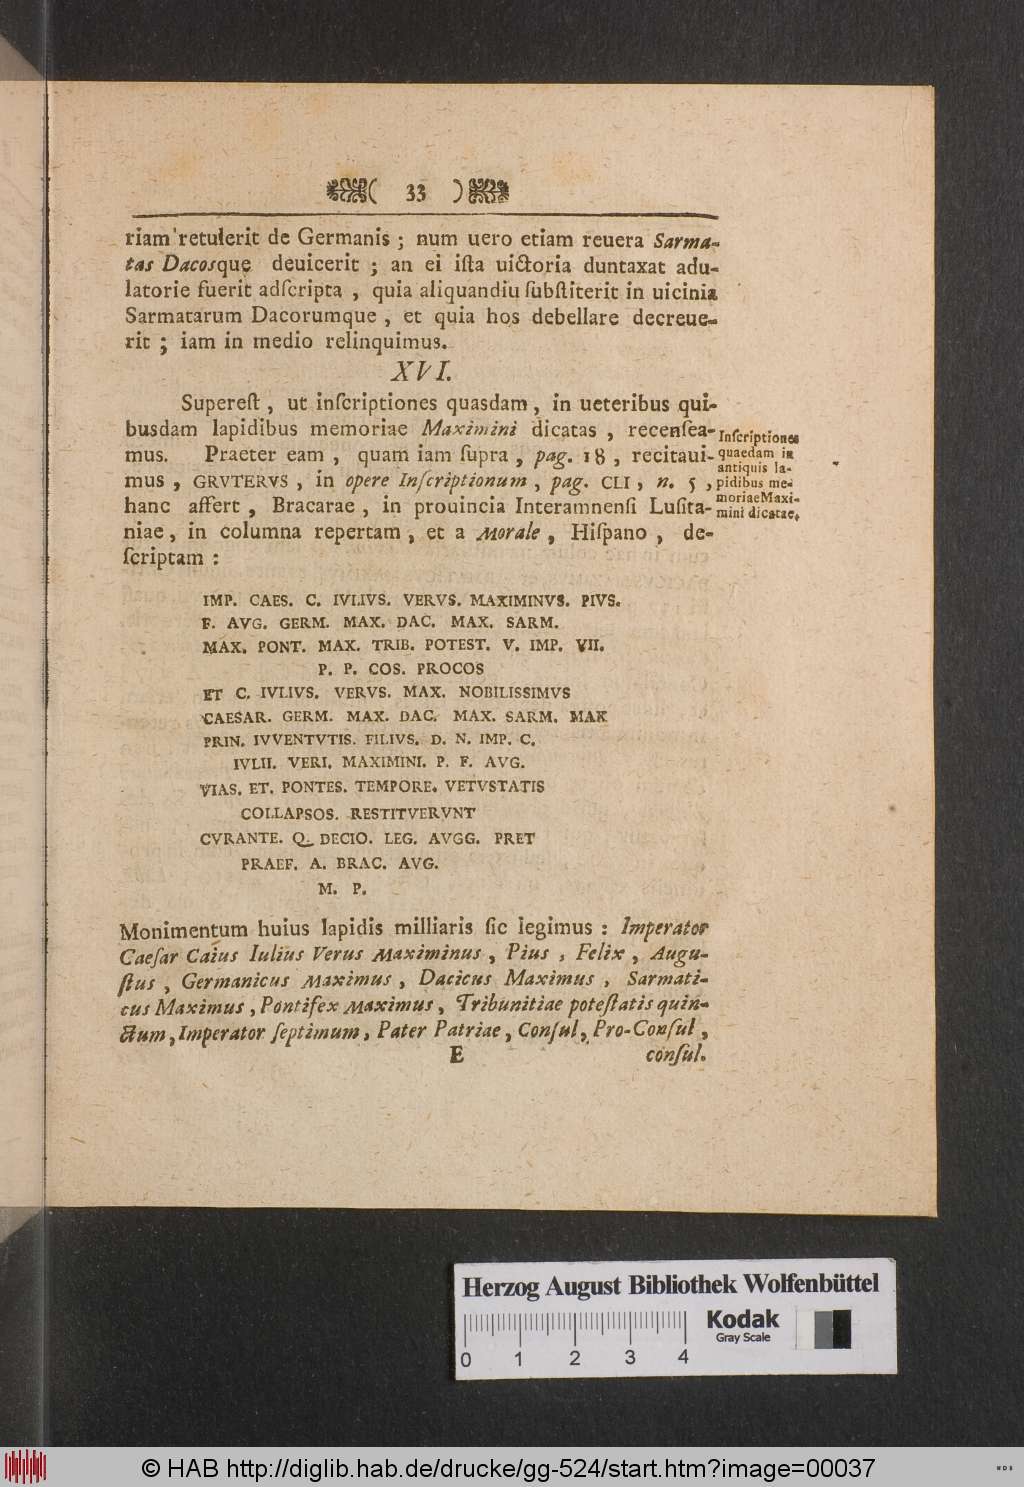 ( 33 )
riam retulerit de Germanis ; num uero etiam reuera Sarma-
tas Dacosque deuicerit ; an ei iſta uictoria duntaxat adu-
latorie fuerit adſcripta , quia aliquandiu ſubſtiterit in uicinia
Sarmatarum Dacorumque , et quia hos debellare decreue-
rit ; iam in medio relinquimus.
XVI.
Supereſt , ut inſcriptiones quasdam , in ueteribus qui-
busdam lapidibus memoriae Maximini dicatas , recenſea-
mus. Praeter eam , quam iam ſupra , pag. 18 , recitaui-
mus , GRVTERVS , in opere Inſcriptionum , pag. CLI , n. 5 ,
hanc affert , Bracarae , in prouincia Interamnenſi Luſita-
niae , in columna repertam , et a Morale , Hiſpano , de-
ſcriptam :
Inſcriptiones
quaedam in
antiquis la-
pidibus me-
moriae Maxi-
mini dicatae.
IMP. CAES. C. IVLIVS. VERVS. MAXIMINVS. PIVS.
F. AVG. GERM. MAX. DAC. MAX. SARM.
MAX. PONT. MAX. TRIB. POTEST. V. IMP. VII.
P. P. COS. PROCOS
ET C. IVLIVS. VERVS. MAX. NOBILISSIMVS
CAESAR. GERM. MAX. DAC. MAX. SARM. MAX
PRIN. IVVENTVTIS. FILIVS. D. N. IMP. C.
IVLII. VERI. MAXIMINI. P. F. AVG.
VIAS. ET. PONTES. TEMPORE. VETVSTATIS
COLLAPSOS. RESTITVERVNT
CVRANTE. Q. DECIO. LEG. AVGG. PRET
PRAEF. A. BRAC. AVG.
M. P.
Monimentum huius lapidis milliaris ſic legimus : Imperator
Caeſar Caius Iulius Verus Maximinus , Pius , Felix , Augu-
ſtus , Germanicus Maximus , Dacicus Maximus , Sarmati-
cus Maximus , Pontifex Maximus , Tribunitiae poteſtatis quin-
ctum , Imperator ſeptimum , Pater Patriae , Conſul , Pro-Conſul ,
E conſul.
Herzog August Bibliothek Wolfenbüttel
Kodak
Gray Scale
0 1 2 3 4
© HAB http://diglib.hab.de/drucke/gg-524/start.htm?image=00037